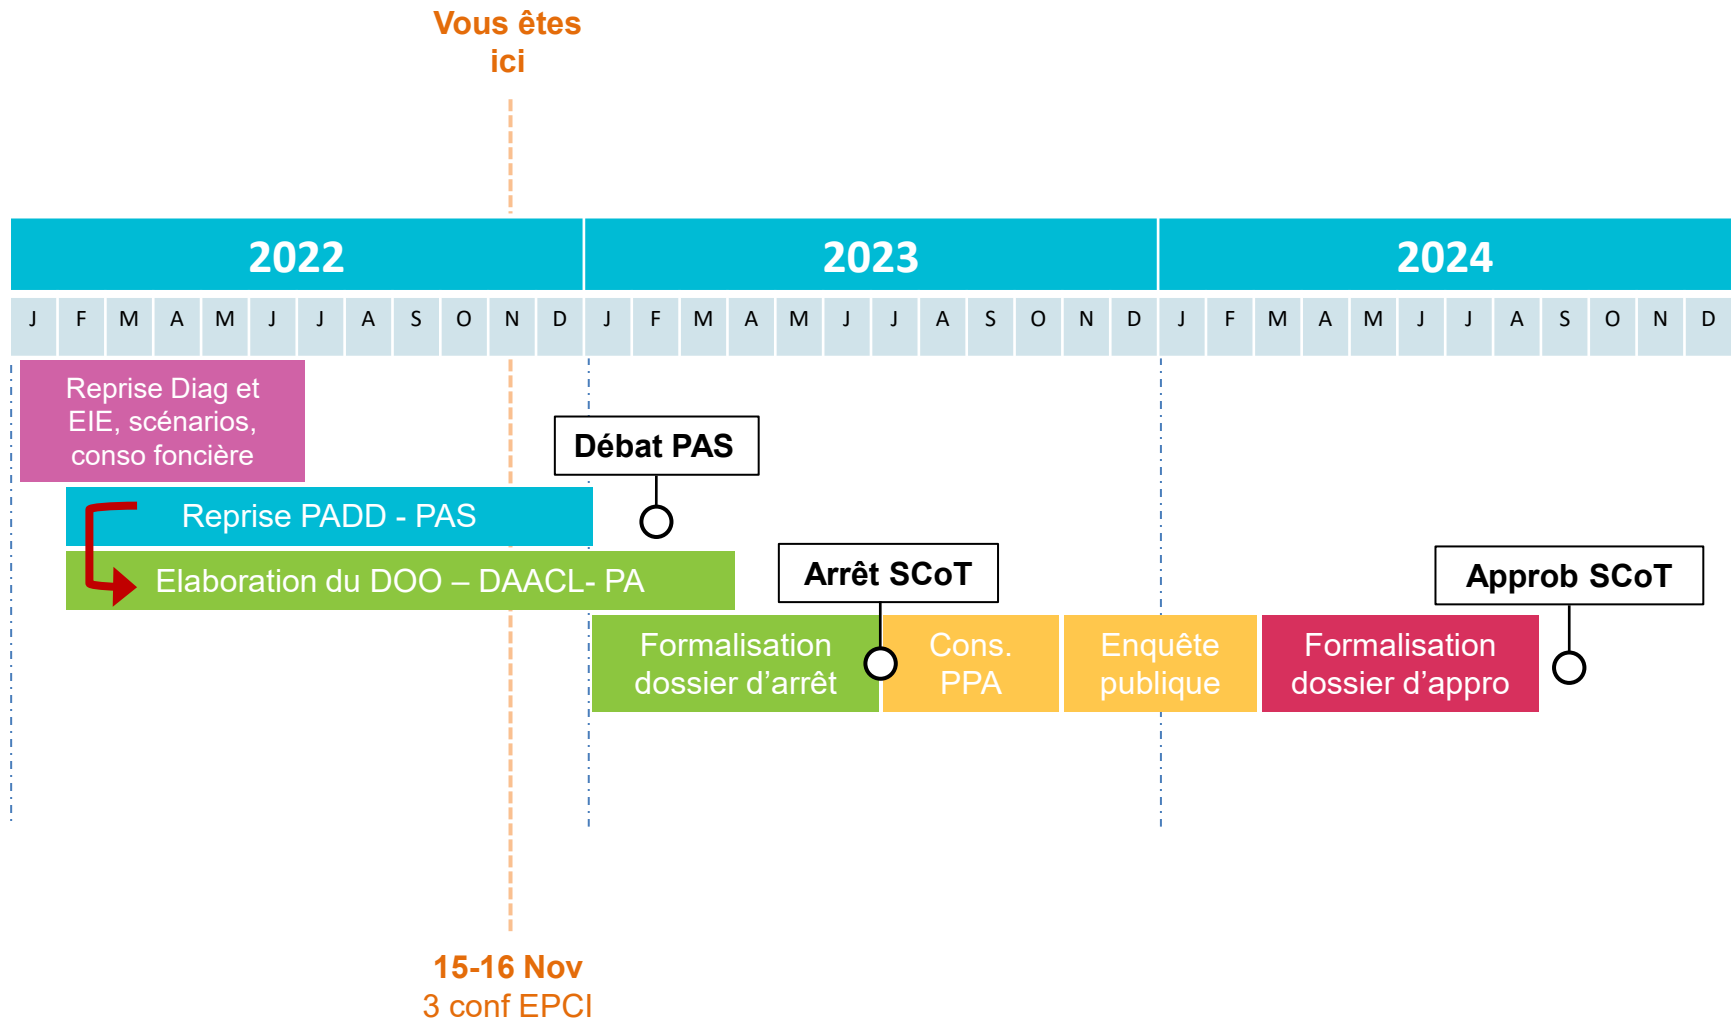 Vous êtes
ici
2022 2023 2024
J F M A M J J A S O N D J F M A M J J A S O N D J F M A M J J A S O N D
Reprise Diag et
EIE, scénarios,
conso foncière
Débat PAS
Reprise PADD - PAS
Elaboration du DOO – DAACL- PA
Arrêt SCoT
Approb SCoT
Formalisation
dossier d’arrêt
Cons.
PPA
Enquête
publique
Formalisation
dossier d’appro
15-16 Nov
3 conf EPCI